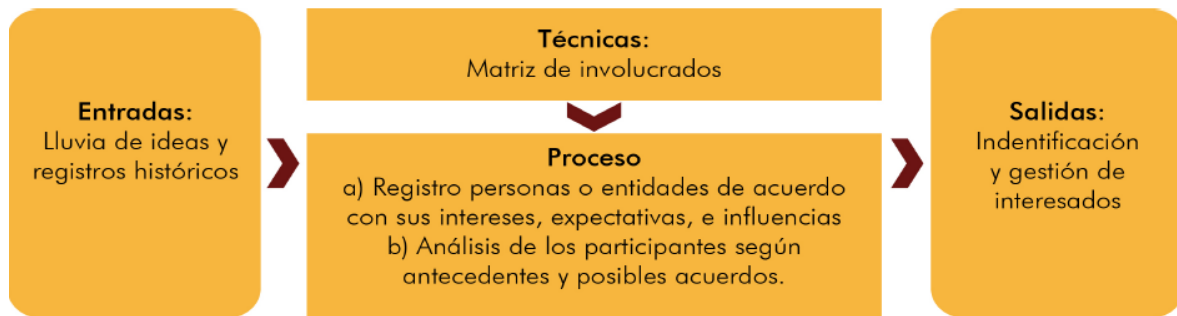 Entradas:
Lluvia de ideas y
registros históricos
Técnicas:
Matriz de involucrados
Proceso
a) Registro personas o entidades de acuerdo
con sus intereses, expectativas, e influencias
b) Análisis de los participantes según
antecedentes y posibles acuerdos.
Salidas:
Indentificación
y gestión de
interesados